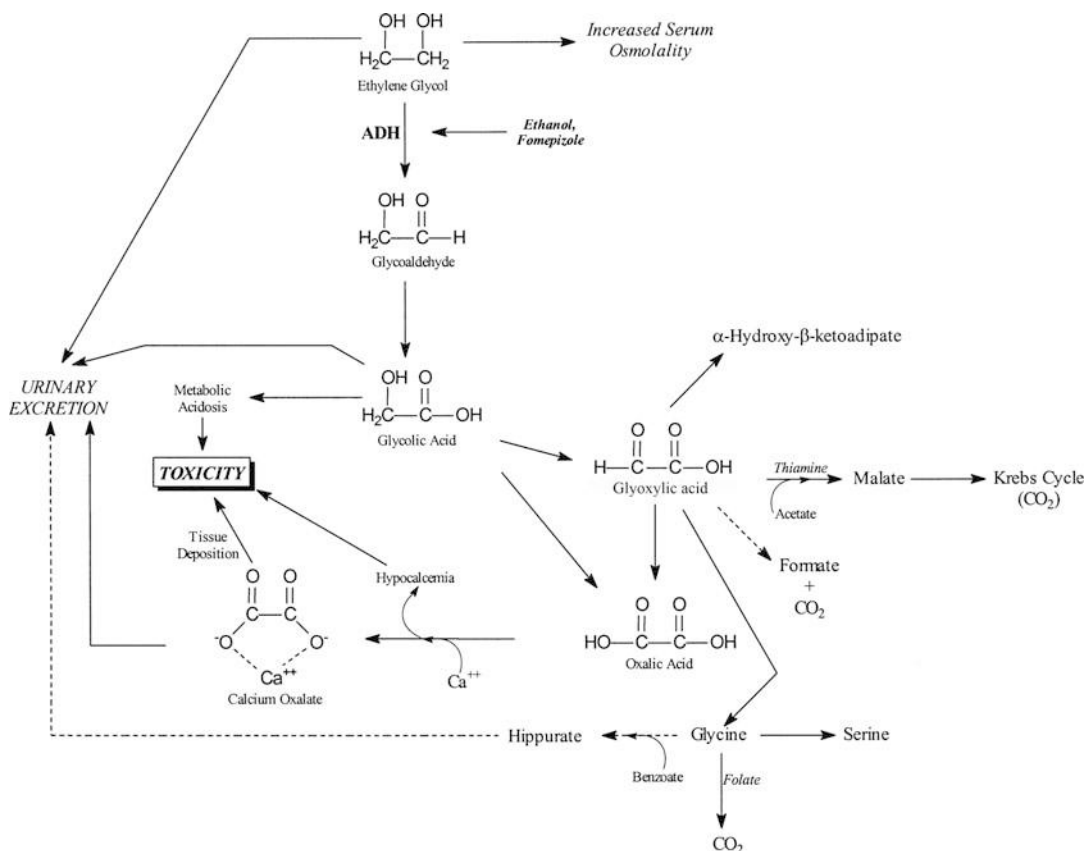 OH OH
H₂C—CH₂
Ethylene Glycol
Increased Serum
Osmolality
ADH
Ethanol,
Fomepizole
OH O
H₂C—C—H
Glycoaldehyde
α-Hydroxy-β-ketoadipate
URINARY
EXCRETION
Metabolic
Acidosis
OH O
H₂C—C—OH
Glycolic Acid
TOXICITY
O O
H—C—C—OH
Glyoxylic acid
Thiamine
Acetate
Malate
Krebs Cycle
(CO₂)
Tissue
Deposition
Hypocalcemia
Formate
+
CO₂
O O
C—C
⁻O O⁻
Ca⁺⁺
Calcium Oxalate
Ca⁺⁺
O O
HO—C—C—OH
Oxalic Acid
Hippurate
Benzoate
Glycine
Serine
Folate
CO₂